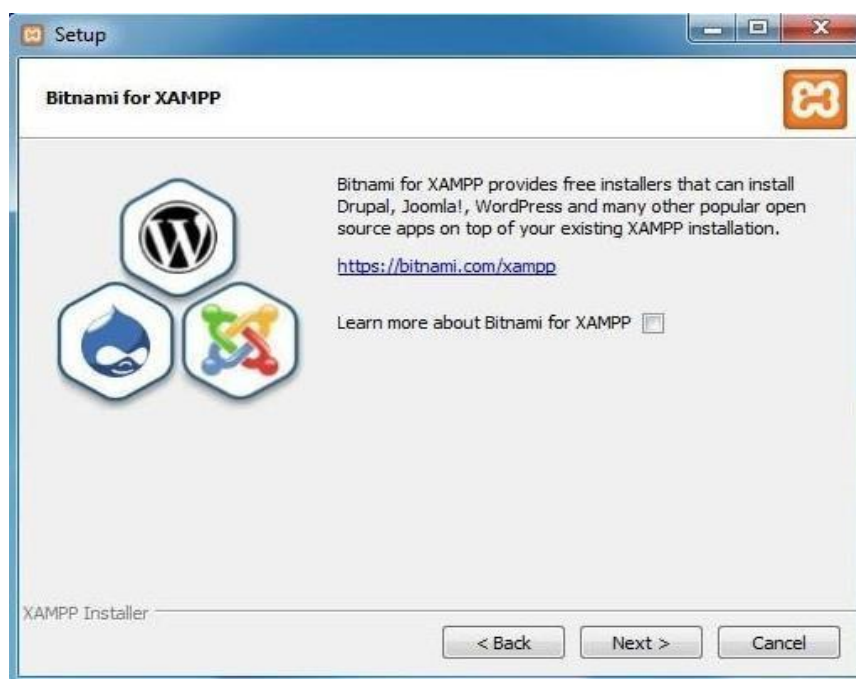 Setup
Bitnami for XAMPP
Bitnami for XAMPP provides free installers that can install
Drupal, Joomla!, WordPress and many other popular open
source apps on top of your existing XAMPP installation.
https://bitnami.com/xampp
Learn more about Bitnami for XAMPP
XAMPP Installer
< Back
Next >
Cancel